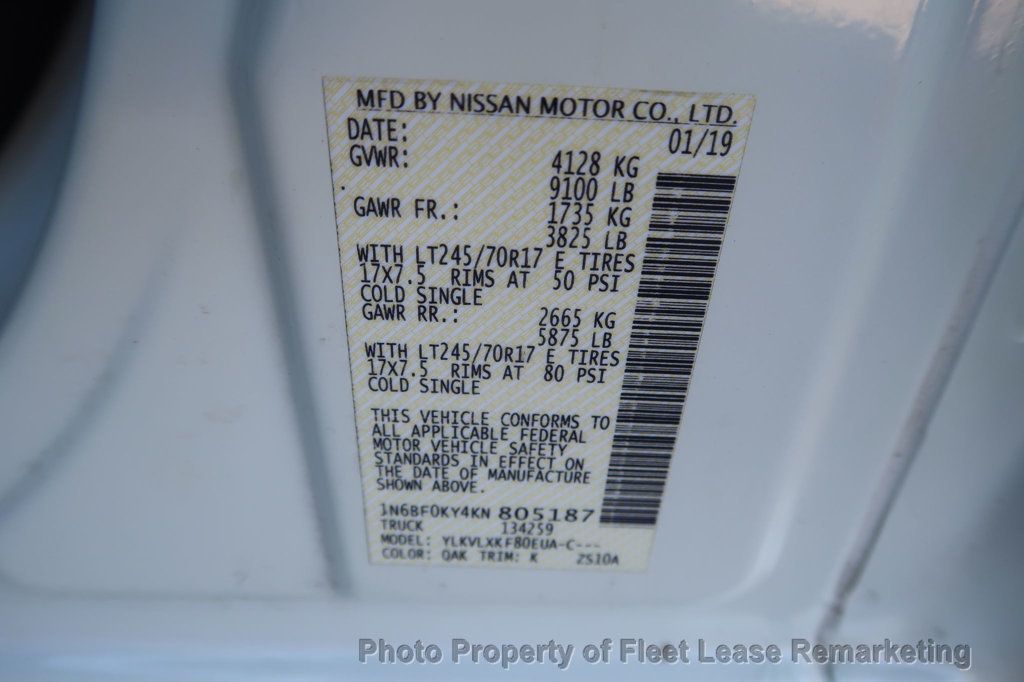 MFD BY NISSAN MOTOR CO., LTD.
DATE: 01/19
GVWR: 4128 KG
9100 LB
GAWR FR.: 1735 KG
3825 LB
WITH LT245/70R17 E TIRES
17X7.5 RIMS AT 50 PSI
COLD SINGLE
GAWR RR.: 2665 KG
5875 LB
WITH LT245/70R17 E TIRES
17X7.5 RIMS AT 80 PSI
COLD SINGLE
THIS VEHICLE CONFORMS TO
ALL APPLICABLE FEDERAL
MOTOR VEHICLE SAFETY
STANDARDS IN EFFECT ON
THE DATE OF MANUFACTURE
SHOWN ABOVE.
1N6BF0KY4KN 805187
TRUCK 134259
MODEL: YLKVLXKF80EUA-C---
COLOR: QAK TRIM: K 2S10A
Photo Property of Fleet Lease Remarketing